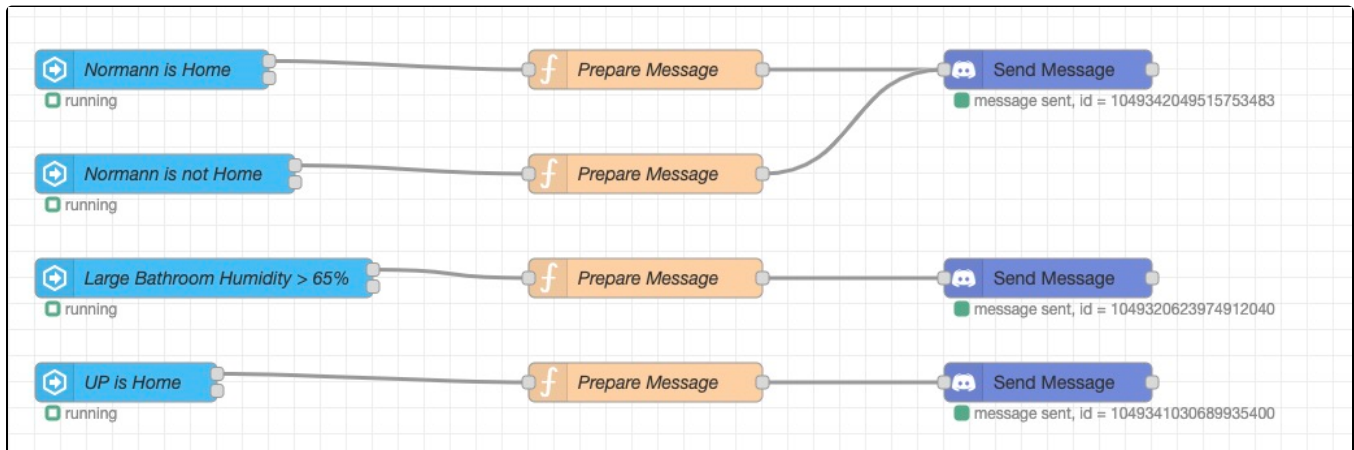 Normann is Home
Prepare Message
Send Message
running
message sent, id = 1049342049515753483
Normann is not Home
Prepare Message
running
Large Bathroom Humidity > 65%
Prepare Message
Send Message
running
message sent, id = 1049320623974912040
UP is Home
Prepare Message
Send Message
running
message sent, id = 1049341030689935400